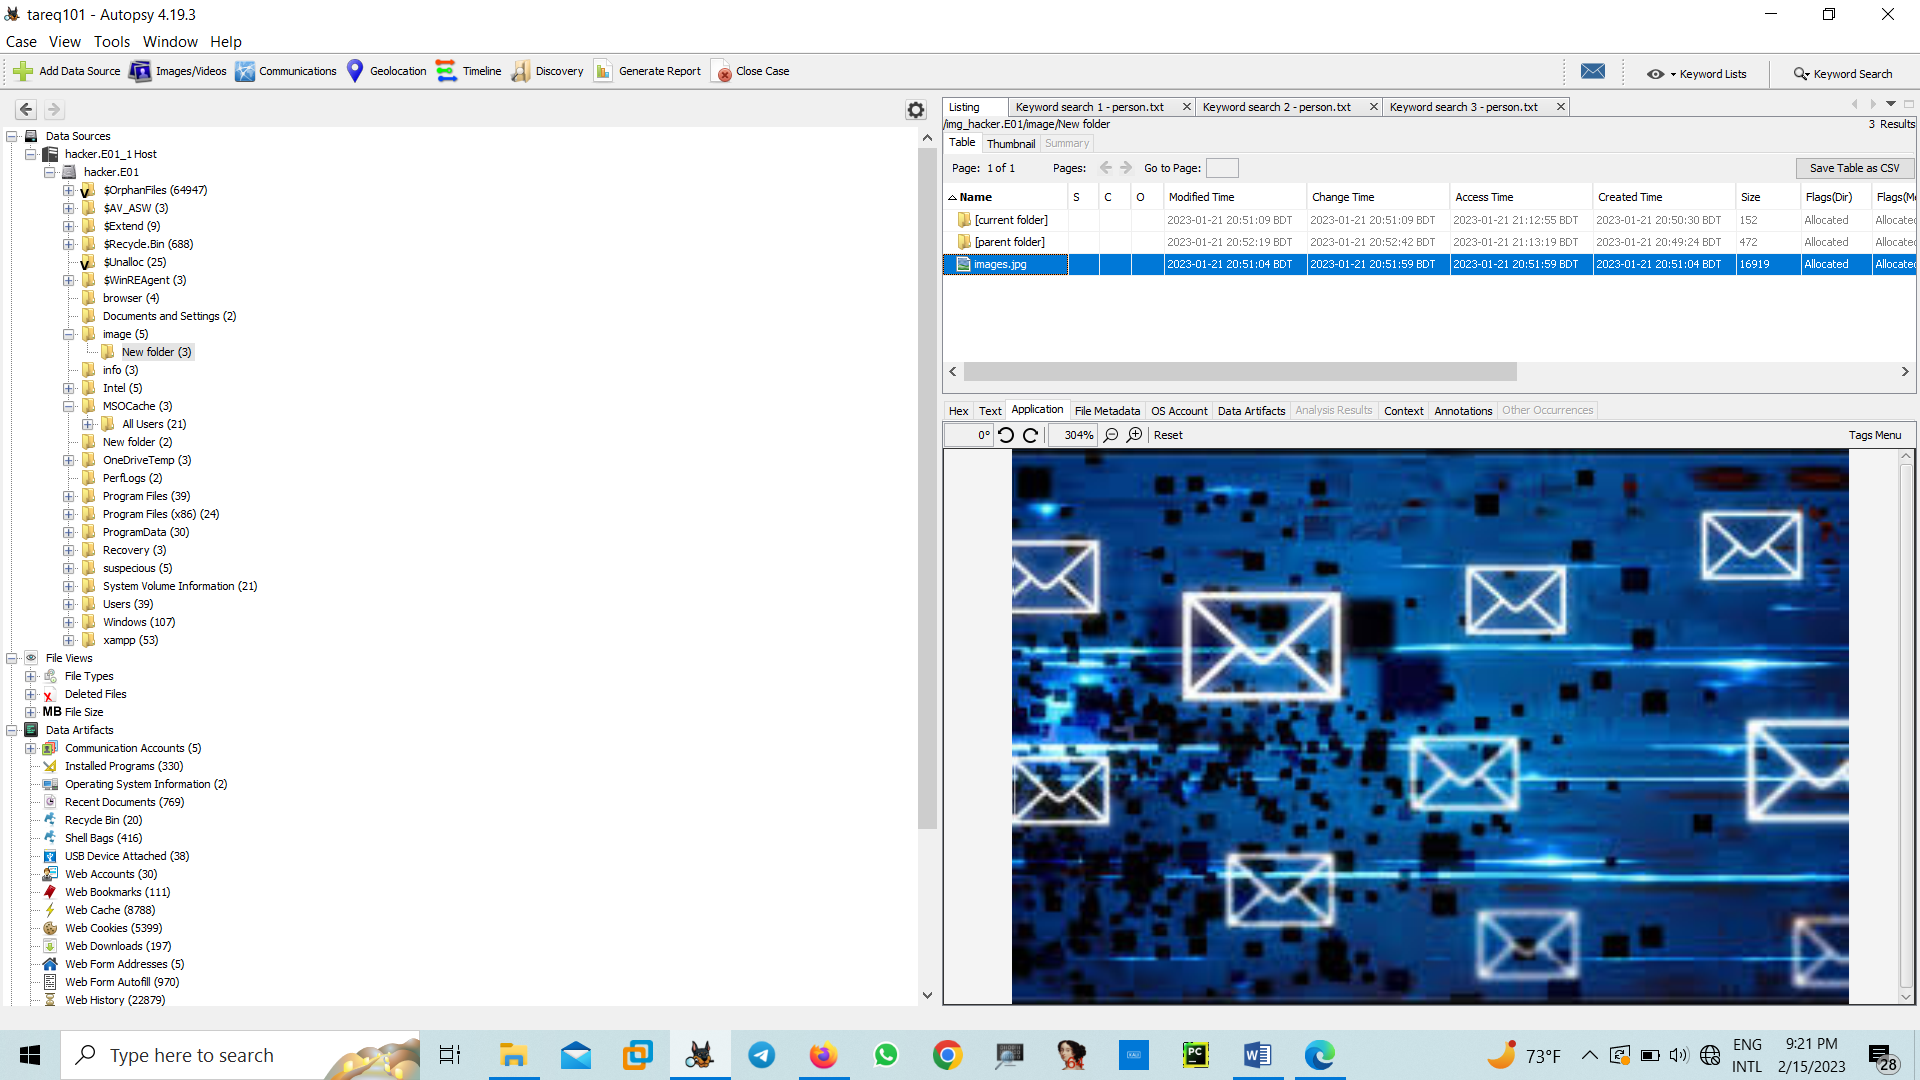 tareq101 - Autopsy 4.19.3
Case View Tools Window Help
Add Data Source Images/Videos Communications Geolocation Timeline Discovery Generate Report Close Case Keyword Lists Keyword Search
Data Sources
hacker.E01_1 Host
hacker.E01
$OrphanFiles (64947)
$AV_ASW (3)
$Extend (9)
$Recycle.Bin (688)
$Unalloc (25)
$WinREAgent (3)
browser (4)
Documents and Settings (2)
image (5)
New folder (3)
info (3)
Intel (5)
MSOCache (3)
All Users (21)
New folder (2)
OneDriveTemp (3)
PerfLogs (2)
Program Files (39)
Program Files (x86) (24)
ProgramData (30)
Recovery (3)
suspecious (5)
System Volume Information (21)
Users (39)
Windows (107)
xampp (53)
File Views
File Types
Deleted Files
MB File Size
Data Artifacts
Communication Accounts (5)
Installed Programs (330)
Operating System Information (2)
Recent Documents (769)
Recycle Bin (20)
Shell Bags (416)
USB Device Attached (38)
Web Accounts (30)
Web Bookmarks (111)
Web Cache (8788)
Web Cookies (5399)
Web Downloads (197)
Web Form Addresses (5)
Web Form Autofill (970)
Web History (22879)
Listing Keyword search 1 - person.txt Keyword search 2 - person.txt Keyword search 3 - person.txt
/img_hacker.E01/image/New folder 3 Results
Table Thumbnail Summary
Page: 1 of 1 Pages: Go to Page: Save Table as CSV
Name S C O Modified Time Change Time Access Time Created Time Size Flags(Dir) Flags(Me
[current folder] 2023-01-21 20:51:09 BDT 2023-01-21 20:51:09 BDT 2023-01-21 21:12:55 BDT 2023-01-21 20:50:30 BDT 152 Allocated Allocated
[parent folder] 2023-01-21 20:52:19 BDT 2023-01-21 20:52:42 BDT 2023-01-21 21:13:19 BDT 2023-01-21 20:49:24 BDT 472 Allocated Allocated
images.jpg 2023-01-21 20:51:04 BDT 2023-01-21 20:51:59 BDT 2023-01-21 20:51:59 BDT 2023-01-21 20:51:04 BDT 16919 Allocated Allocated
Hex Text Application File Metadata OS Account Data Artifacts Analysis Results Context Annotations Other Occurrences
0° 304% Reset Tags Menu
Type here to search
PC
73°F
ENG
INTL
9:21 PM
2/15/2023
28